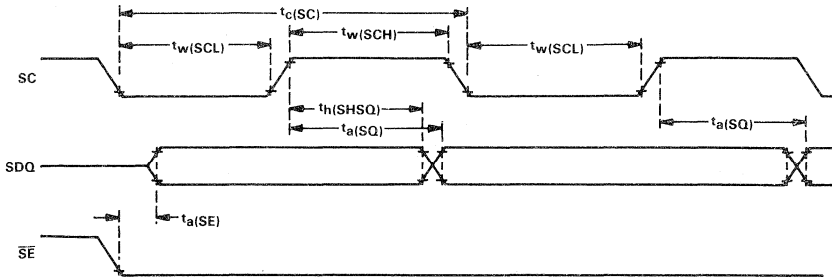 tc(SC)
tw(SCL)
tw(SCH)
tw(SCL)
SC
th(SHSQ)
ta(SQ)
ta(SQ)
SDQ
ta(SE)
SE